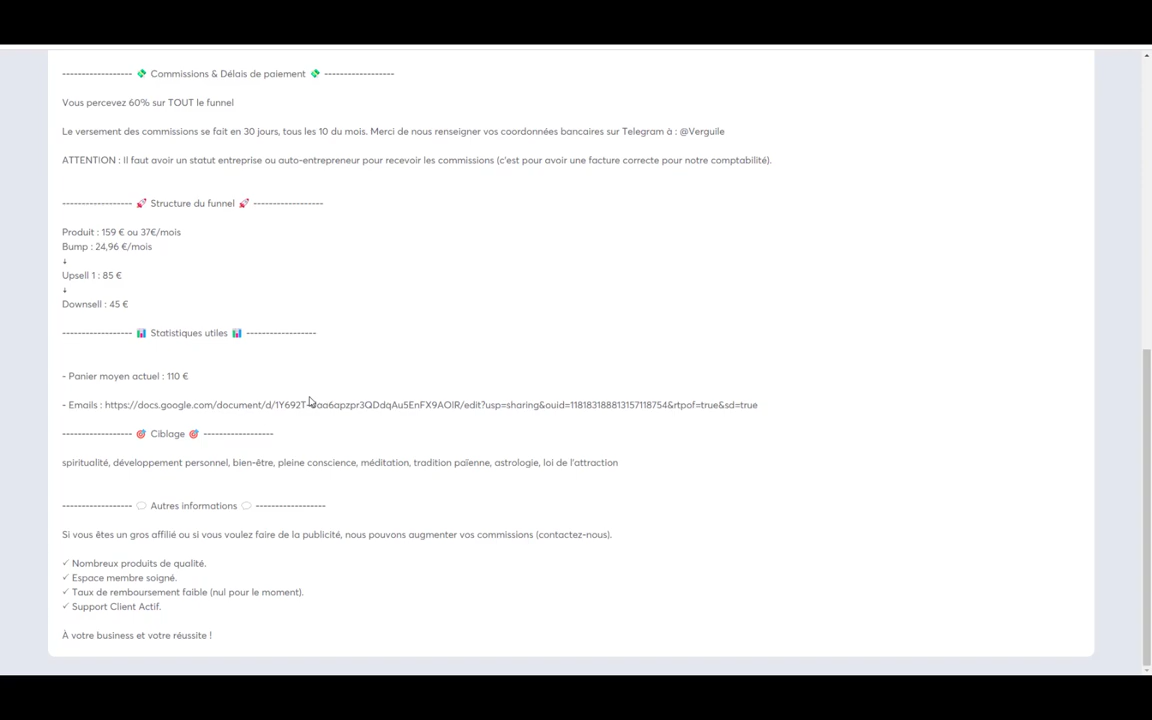 ------------------ 💸 Commissions & Délais de paiement 💸 ------------------
Vous percevez 60% sur TOUT le funnel
Le versement des commissions se fait en 30 jours, tous les 10 du mois. Merci de nous renseigner vos coordonnées bancaires sur Telegram à : @Verguile
ATTENTION : Il faut avoir un statut entreprise ou auto-entrepreneur pour recevoir les commissions (c'est pour avoir une facture correcte pour notre comptabilité).
------------------ 🚀 Structure du funnel 🚀 ------------------
Produit : 159 € ou 37€/mois
Bump : 24,96 €/mois
↓
Upsell 1 : 85 €
↓
Downsell : 45 €
------------------ 📊 Statistiques utiles 📊 ------------------
- Panier moyen actuel : 110 €
- Emails :
------------------ 🎯 Ciblage 🎯 ------------------
spiritualité, développement personnel, bien-être, pleine conscience, méditation, tradition païenne, astrologie, loi de l'attraction
------------------ 💬 Autres informations 💬 ------------------
Si vous êtes un gros affilié ou si vous voulez faire de la publicité, nous pouvons augmenter vos commissions (contactez-nous).
✓ Nombreux produits de qualité.
✓ Espace membre soigné.
✓ Taux de remboursement faible (nul pour le moment).
✓ Support Client Actif.
À votre business et votre réussite !